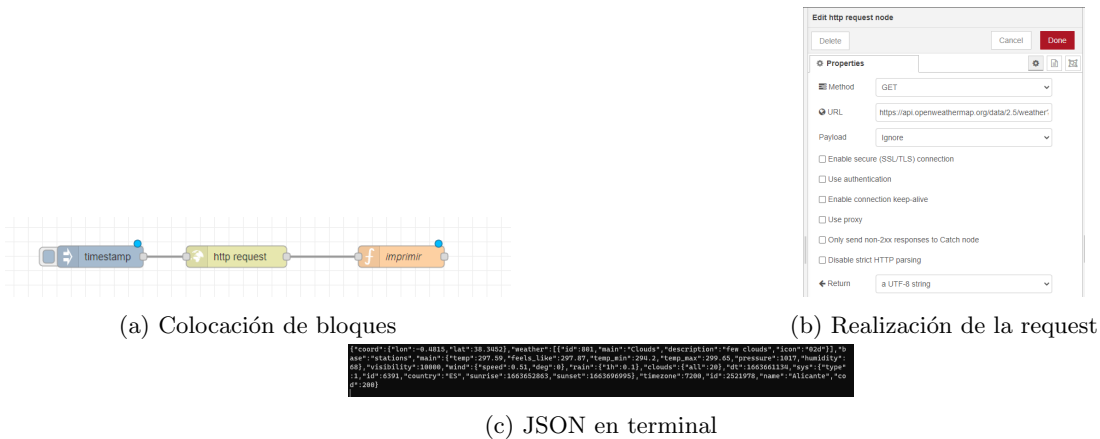 Edit http request node
Delete Cancel Done
Properties
Method GET
URL https://api.openweathermap.org/data/2.5/weather?
Payload Ignore
Enable secure (SSL/TLS) connection
Use authentication
Enable connection keep-alive
Use proxy
Only send non-2xx responses to Catch node
Disable strict HTTP parsing
Return a UTF-8 string
timestamp http request imprimir
(a) Colocación de bloques
(b) Realización de la request
{"coord":{"lon":-0.4815,"lat":38.3452},"weather":[{"id":801,"main":"Clouds","description":"few clouds","icon":"02d"}],"b
ase":"stations","main":{"temp":297.59,"feels_like":297.87,"temp_min":294.2,"temp_max":299.65,"pressure":1017,"humidity":
68},"visibility":10000,"wind":{"speed":0.51,"deg":0},"rain":{"1h":0.1},"clouds":{"all":20},"dt":1663661134,"sys":{"type"
:1,"id":6391,"country":"ES","sunrise":1663652863,"sunset":1663696995},"timezone":7200,"id":2521978,"name":"Alicante","co
d":200}
(c) JSON en terminal